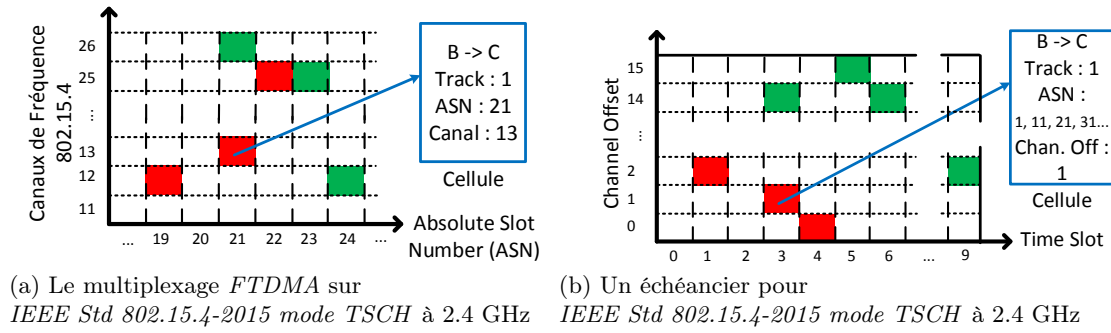 Canaux de Fréquence
802.15.4
26
25
...
13
12
11
... 19 20 21 22 23 24 ...
Absolute Slot
Number (ASN)
B -> C
Track : 1
ASN : 21
Canal : 13
Cellule
(a) Le multiplexage FTDMA sur
IEEE Std 802.15.4-2015 mode TSCH à 2.4 GHz
Channel Offset
15
14
...
2
1
0
0 1 2 3 4 5 6 ... 9
Time Slot
B -> C
Track : 1
ASN :
1, 11, 21, 31...
Chan. Off :
1
Cellule
(b) Un échéancier pour
IEEE Std 802.15.4-2015 mode TSCH à 2.4 GHz